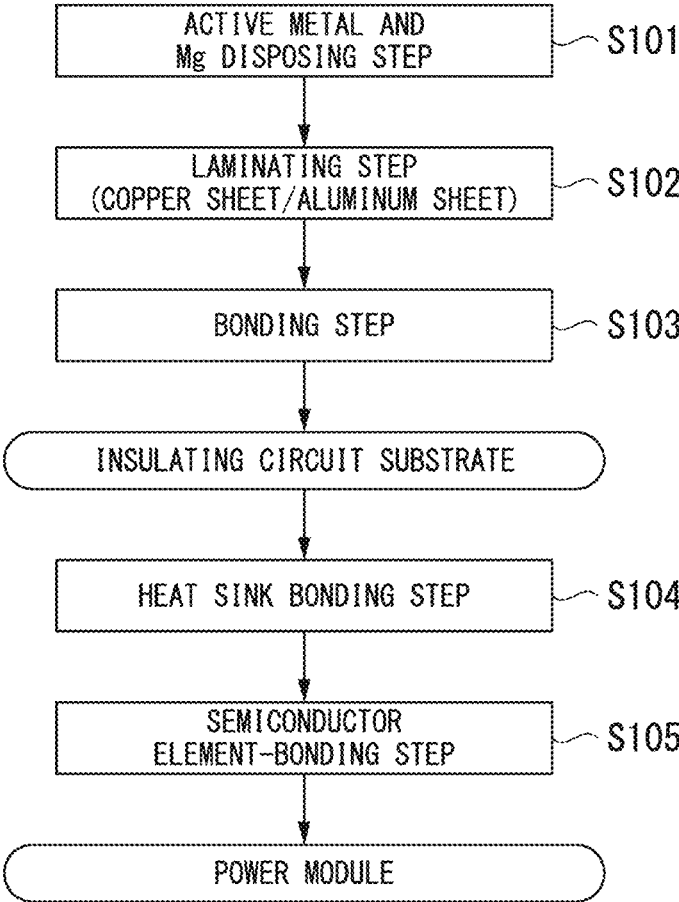 ACTIVE METAL AND
Mg DISPOSING STEP
S101
LAMINATING STEP
(COPPER SHEET/ALUMINUM SHEET)
S102
BONDING STEP
S103
INSULATING CIRCUIT SUBSTRATE
HEAT SINK BONDING STEP
S104
SEMICONDUCTOR
ELEMENT-BONDING STEP
S105
POWER MODULE